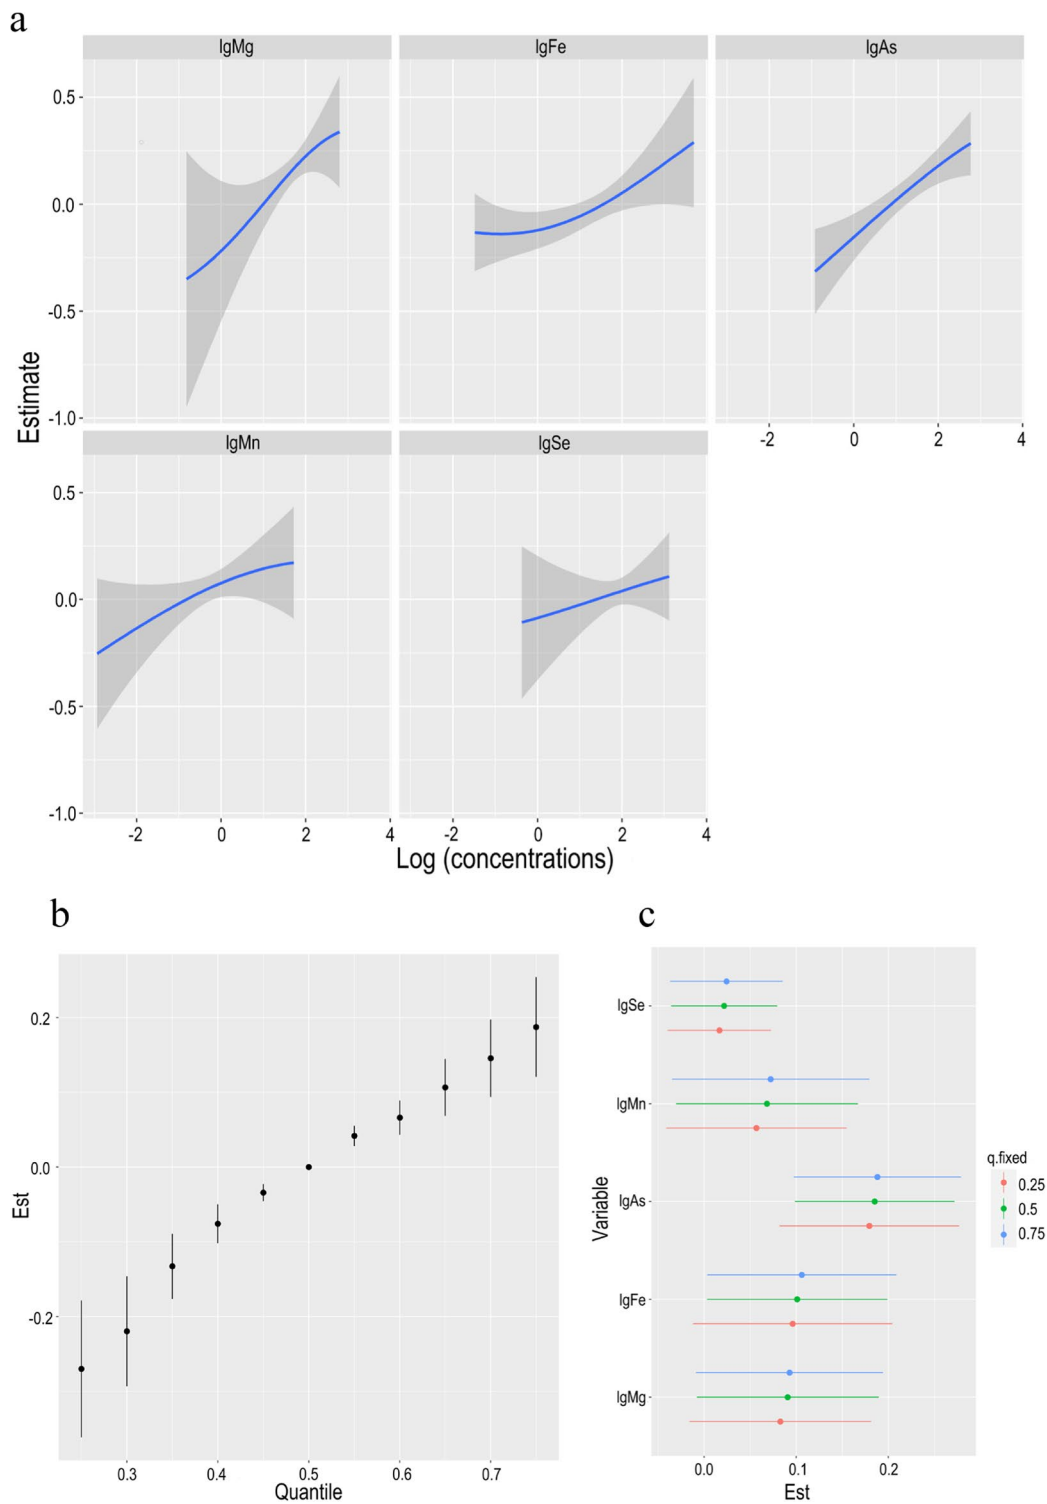 a
lgMg
lgFe
lgAs
0.5
0.0
-0.5
-1.0
-2 0 2 4
Estimate
lgMn
lgSe
0.5
0.0
-0.5
-1.0
-2 0 2 4
-2 0 2 4
Log (concentrations)
b
0.2
0.0
-0.2
Est
0.3 0.4 0.5 0.6 0.7
Quantile
c
lgSe
lgMn
lgAs
lgFe
lgMg
Variable
0.0 0.1 0.2
Est
q.fixed
0.25
0.5
0.75